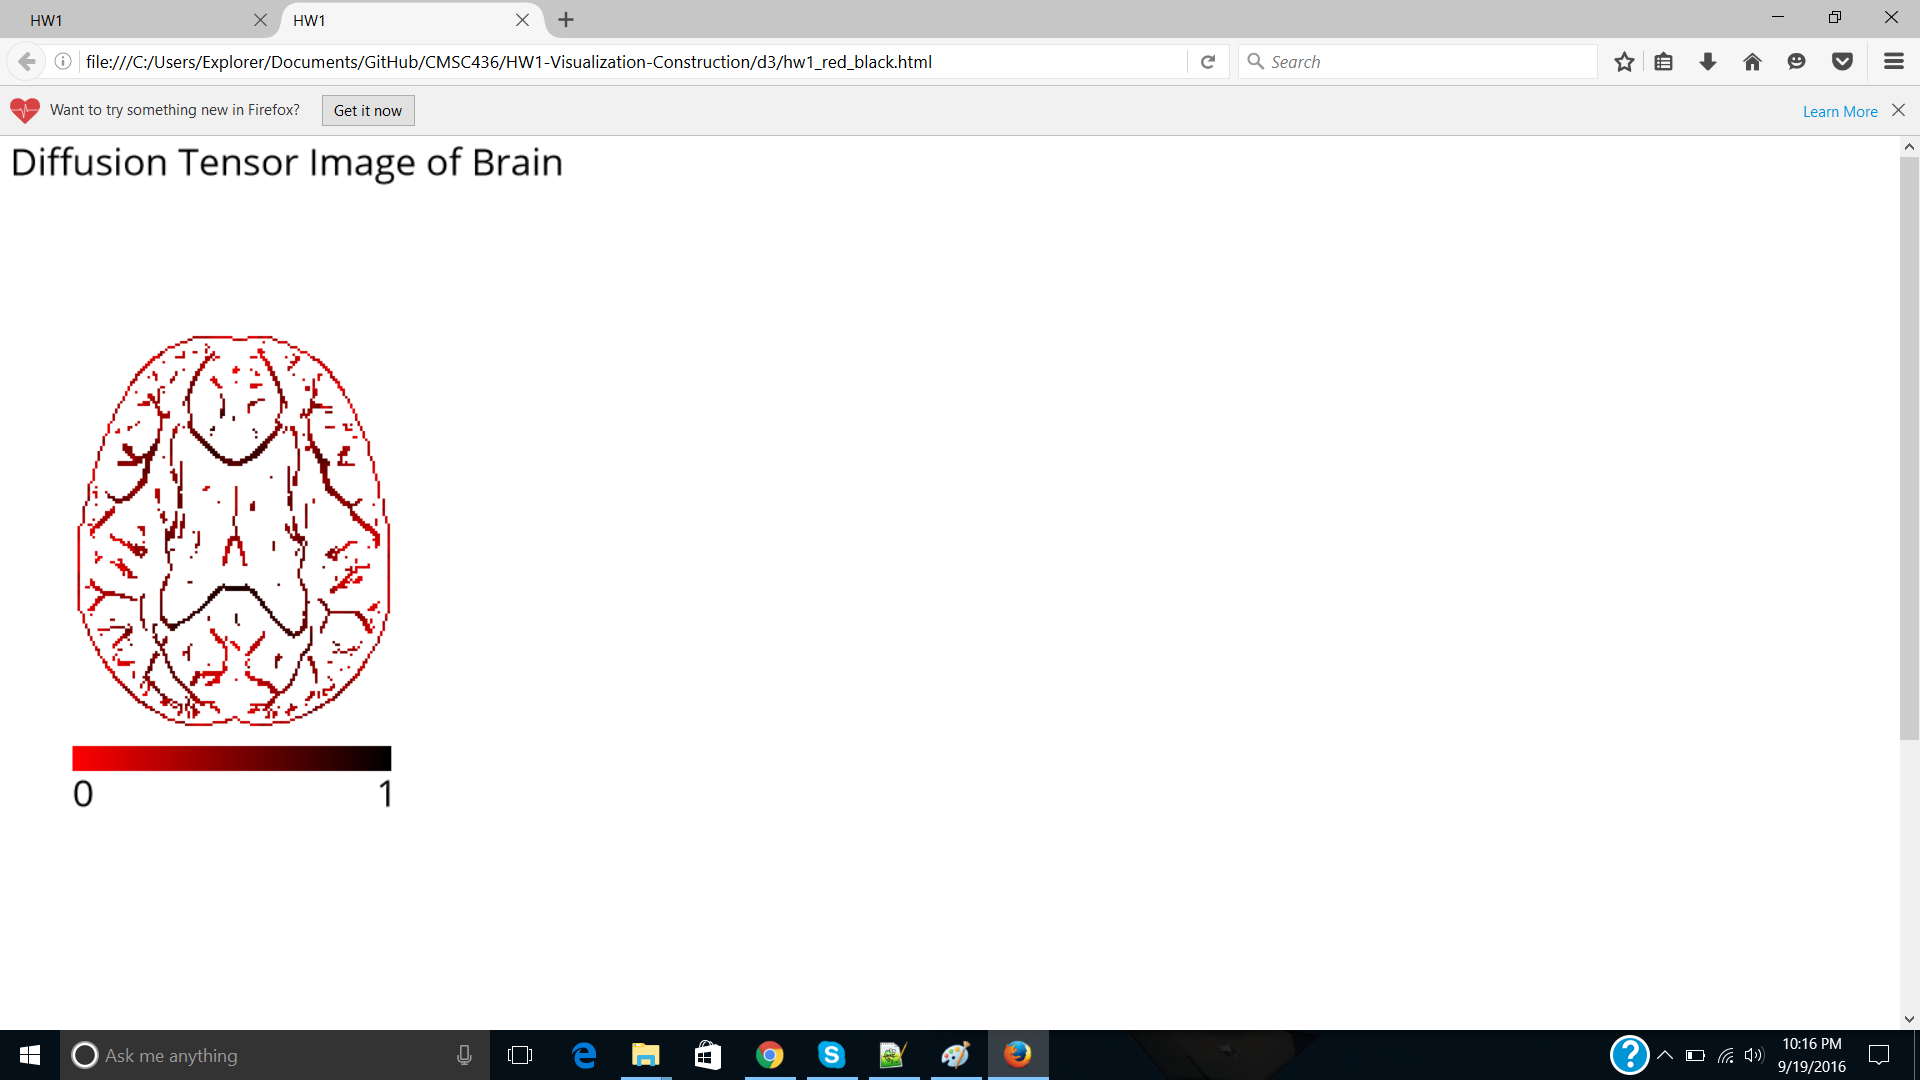 HW1
HW1
file:///C:/Users/Explorer/Documents/GitHub/CMSC436/HW1-Visualization-Construction/d3/hw1_red_black.html
Search
Want to try something new in Firefox?
Get it now
Learn More
Diffusion Tensor Image of Brain
0
1
Ask me anything
10:16 PM
9/19/2016